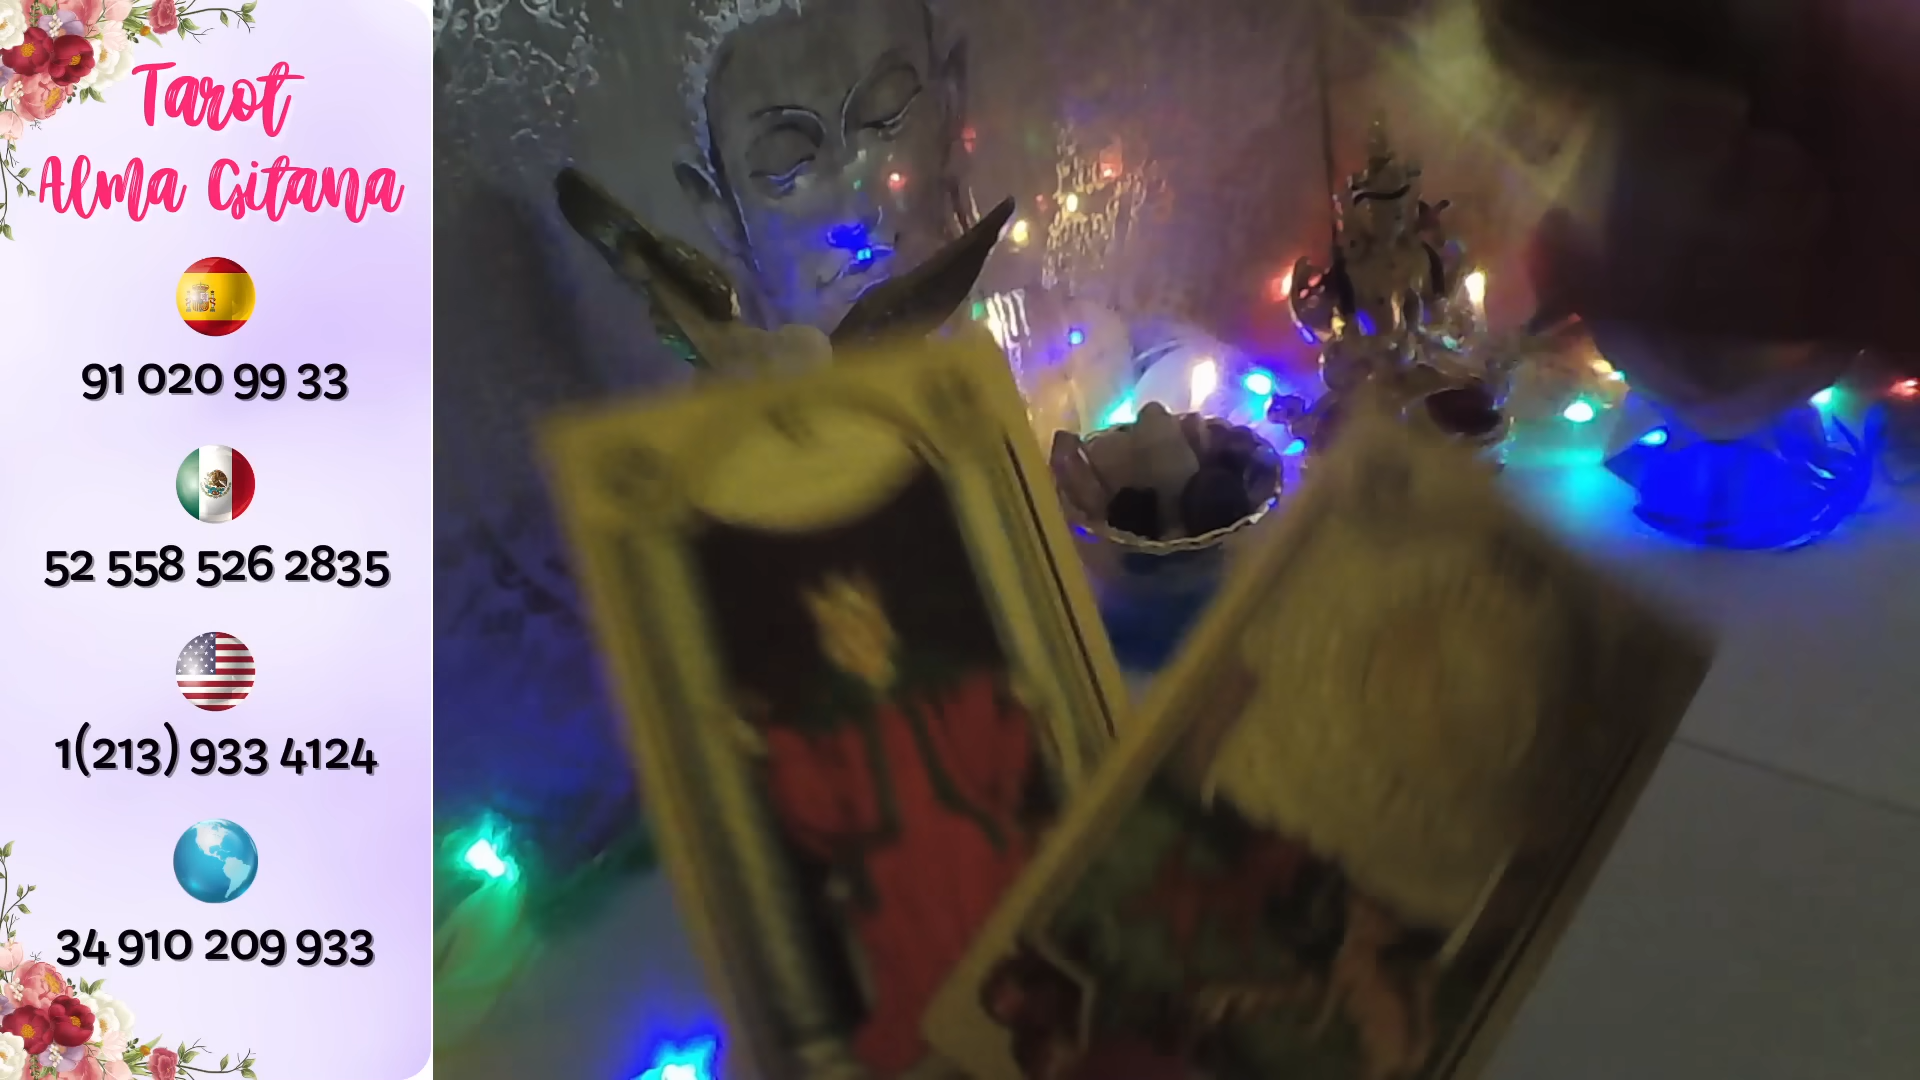 Tarot
Alma Gitana
91 020 99 33
52 558 526 2835
1(213) 933 4124
34 910 209 933